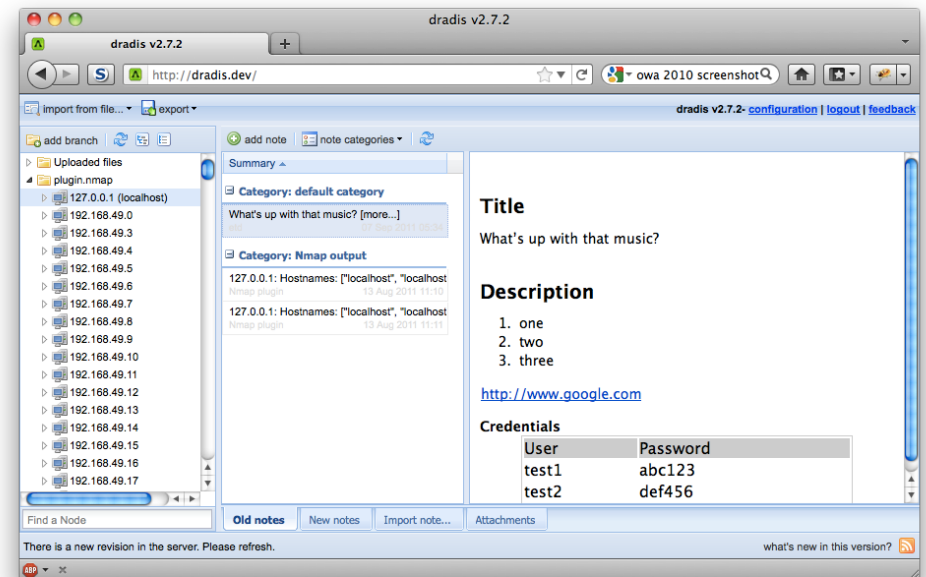 dradis v2.7.2
dradis v2.7.2
http://dradis.dev/
owa 2010 screenshot
import from file...
export
dradis v2.7.2- configuration | logout | feedback
add branch
add note
note categories
Uploaded files
plugin.nmap
127.0.0.1 (localhost)
192.168.49.0
192.168.49.3
192.168.49.4
192.168.49.5
192.168.49.6
192.168.49.7
192.168.49.8
192.168.49.9
192.168.49.10
192.168.49.11
192.168.49.12
192.168.49.13
192.168.49.14
192.168.49.15
192.168.49.16
192.168.49.17
Find a Node
Summary
Category: default category
What's up with that music? [more...]
etd 07 Sep 2011 05:34
Category: Nmap output
127.0.0.1: Hostnames: ["localhost", "localhost
Nmap plugin 13 Aug 2011 11:10
127.0.0.1: Hostnames: ["localhost", "localhost
Nmap plugin 13 Aug 2011 11:11
Title
What's up with that music?
Description
1. one
2. two
3. three
http://www.google.com
Credentials
User Password
test1 abc123
test2 def456
Old notes
New notes
Import note...
Attachments
There is a new revision in the server. Please refresh.
what's new in this version?
ABP